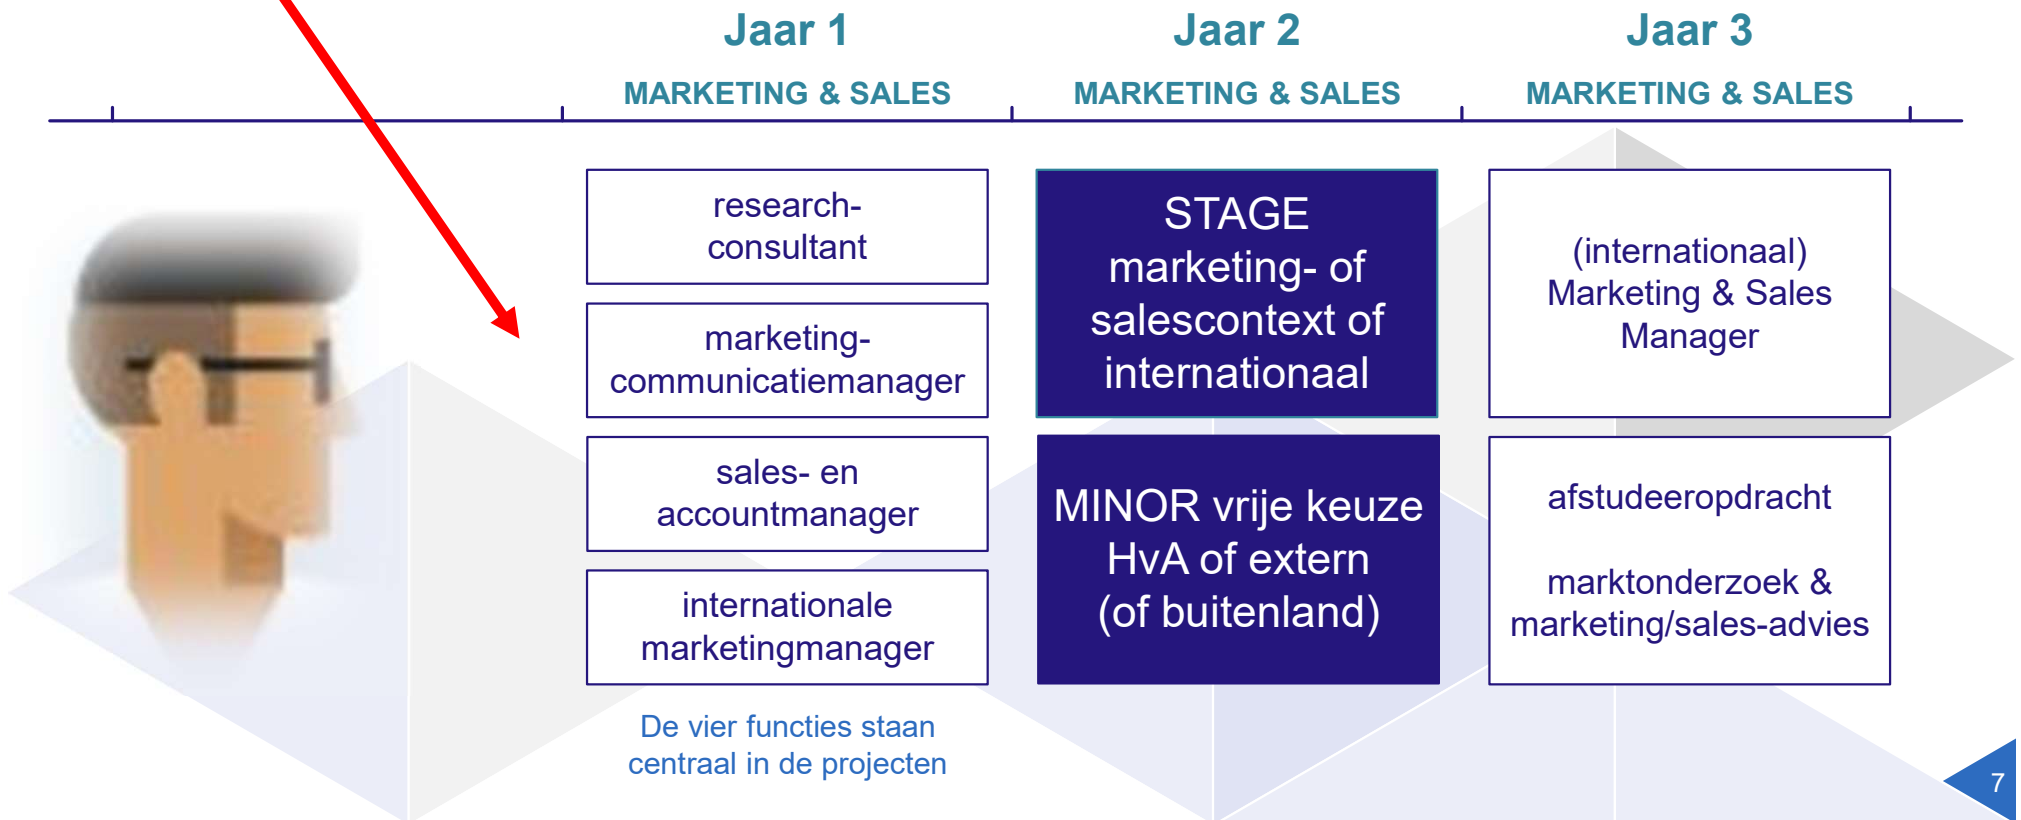 Jaar 1
MARKETING & SALES
research-
consultant
marketing-
communicatiemanager
sales- en
accountmanager
internationale
marketingmanager
De vier functies staan
centraal in de projecten
Jaar 2
MARKETING & SALES
STAGE
marketing- of
salescontext of
internationaal
MINOR vrije keuze
HvA of extern
(of buitenland)
Jaar 3
MARKETING & SALES
(internationaal)
Marketing & Sales
Manager
afstudeeropdracht
marktonderzoek &
marketing/sales-advies
7